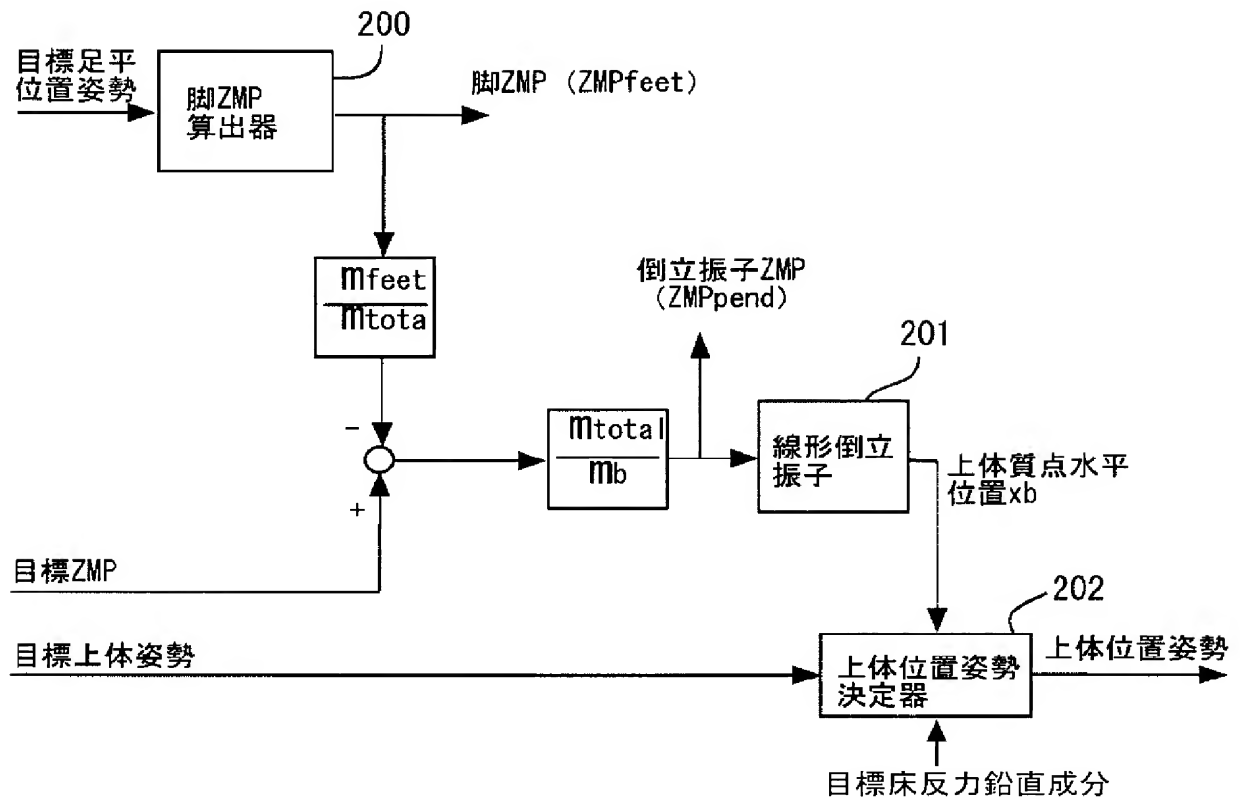 200
目標足平
位置姿勢
脚ZMP
算出器
脚ZMP (ZMPfeet)
mfeet
mtota
倒立振子ZMP
(ZMPpend)
201
mtotal
mb
線形倒立
振子
上体質点水平
位置xb
-
+
目標ZMP
202
目標上体姿勢
上体位置姿勢
決定器
上体位置姿勢
目標床反力鉛直成分